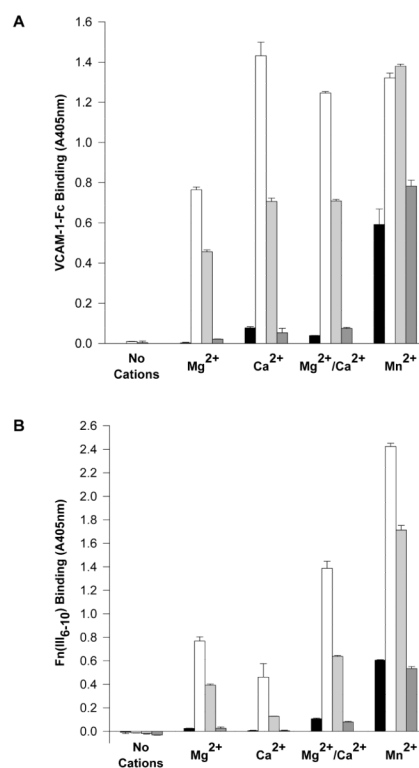 A
VCAM-1-Fc Binding (A405nm)
1.6
1.4
1.2
1.0
0.8
0.6
0.4
0.2
0.0
No Cations
Mg2+
Ca2+
Mg2+/Ca2+
Mn2+
B
Fn(III6-10) Binding (A405nm)
2.6
2.4
2.2
2.0
1.8
1.6
1.4
1.2
1.0
0.8
0.6
0.4
0.2
0.0
No Cations
Mg2+
Ca2+
Mg2+/Ca2+
Mn2+